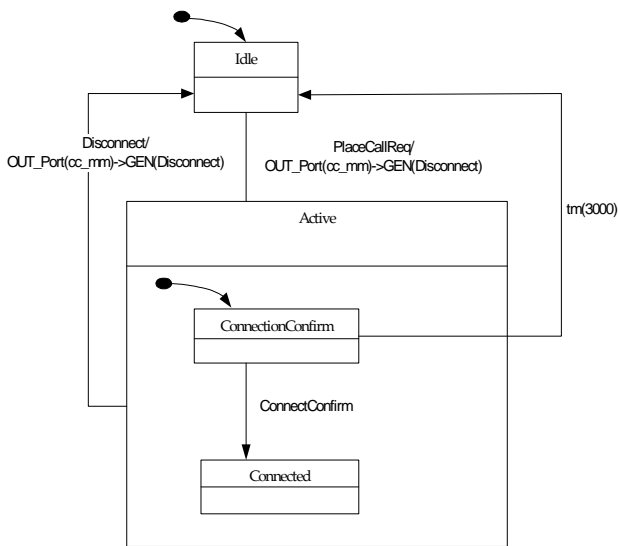 Idle
Disconnect/
OUT_Port(cc_mm)->GEN(Disconnect)
PlaceCallReq/
OUT_Port(cc_mm)->GEN(Disconnect)
tm(3000)
Active
ConnectionConfirm
ConnectConfirm
Connected